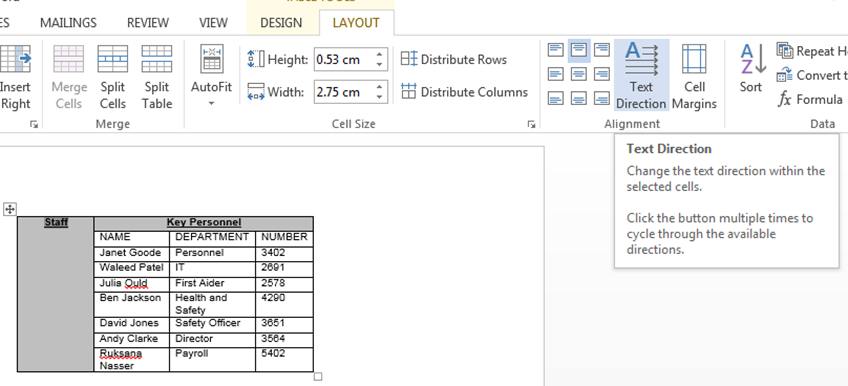 ES MAILINGS REVIEW VIEW DESIGN LAYOUT
Insert Right
Merge Cells
Split Cells
Split Table
Merge
AutoFit
Height: 0.53 cm
Width: 2.75 cm
Distribute Rows
Distribute Columns
Cell Size
Text Direction
Cell Margins
Alignment
A
Z
Sort
Repeat H
Convert t
fx Formula
Data
Text Direction
Change the text direction within the
selected cells.
Click the button multiple times to
cycle through the available
directions.
Staff Key Personnel
NAME DEPARTMENT NUMBER
Janet Goode Personnel 3402
Waleed Patel IT 2691
Julia Ould First Aider 2578
Ben Jackson Health and Safety 4290
David Jones Safety Officer 3651
Andy Clarke Director 3564
Ruksana Nasser Payroll 5402